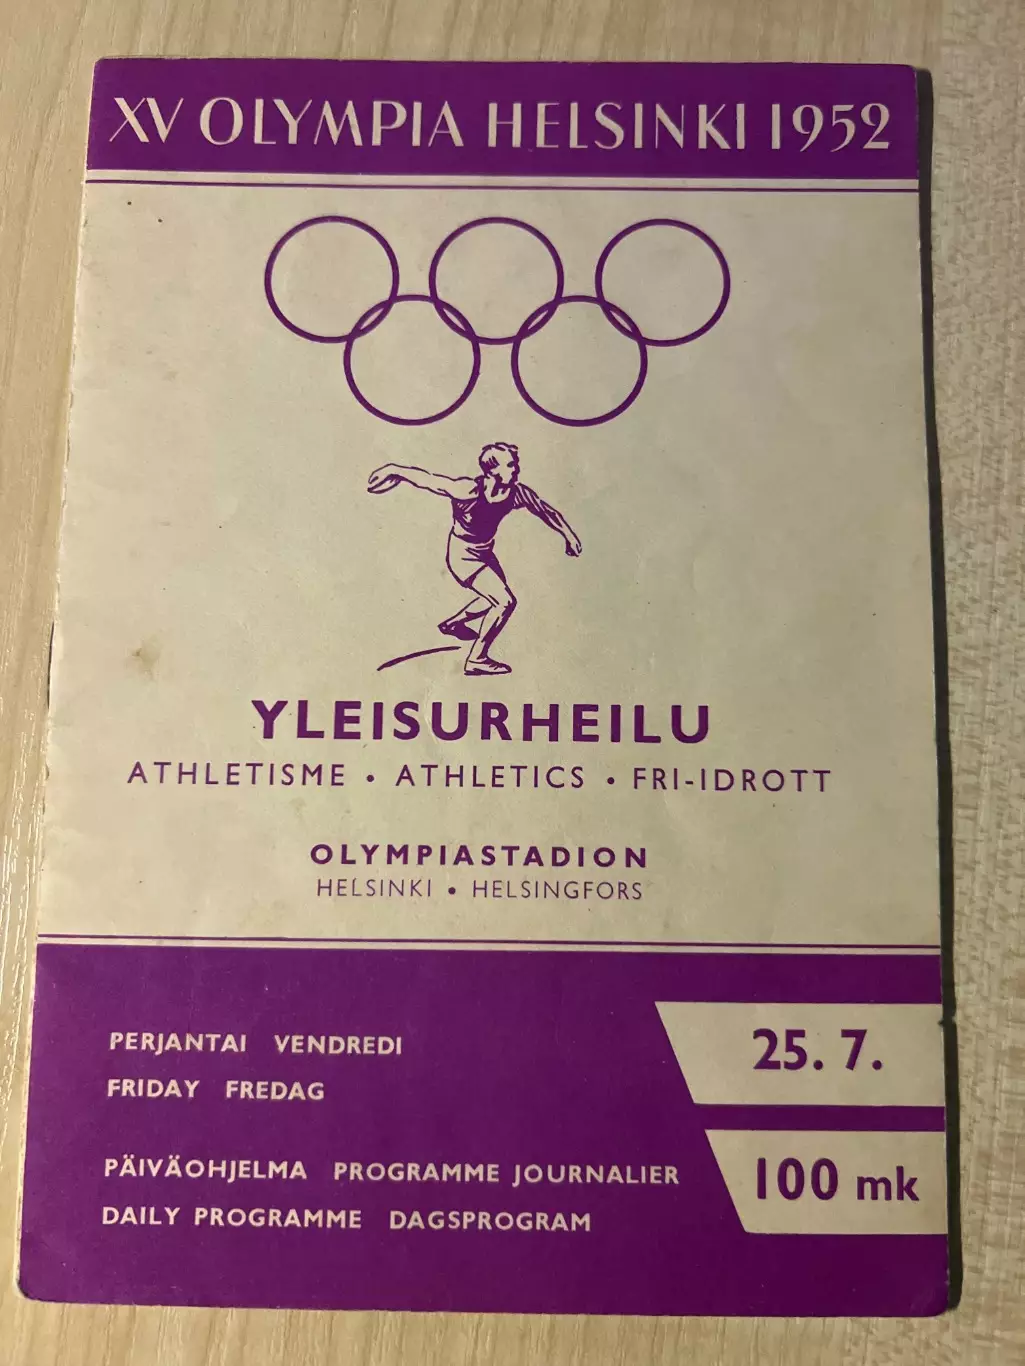 XV OLYMPIA HELSINKI 1952
YLEISURHEILU
ATHLETISME • ATHLETICS • FRI-IDROTT
OLYMPIASTADION
HELSINKI • HELSINGFORS
PERJANTAI VENDREDI
FRIDAY FREDAG
25. 7.
PÄIVÄOHJELMA PROGRAMME JOURNALIER
DAILY PROGRAMME DAGSPROGRAM
100 mk